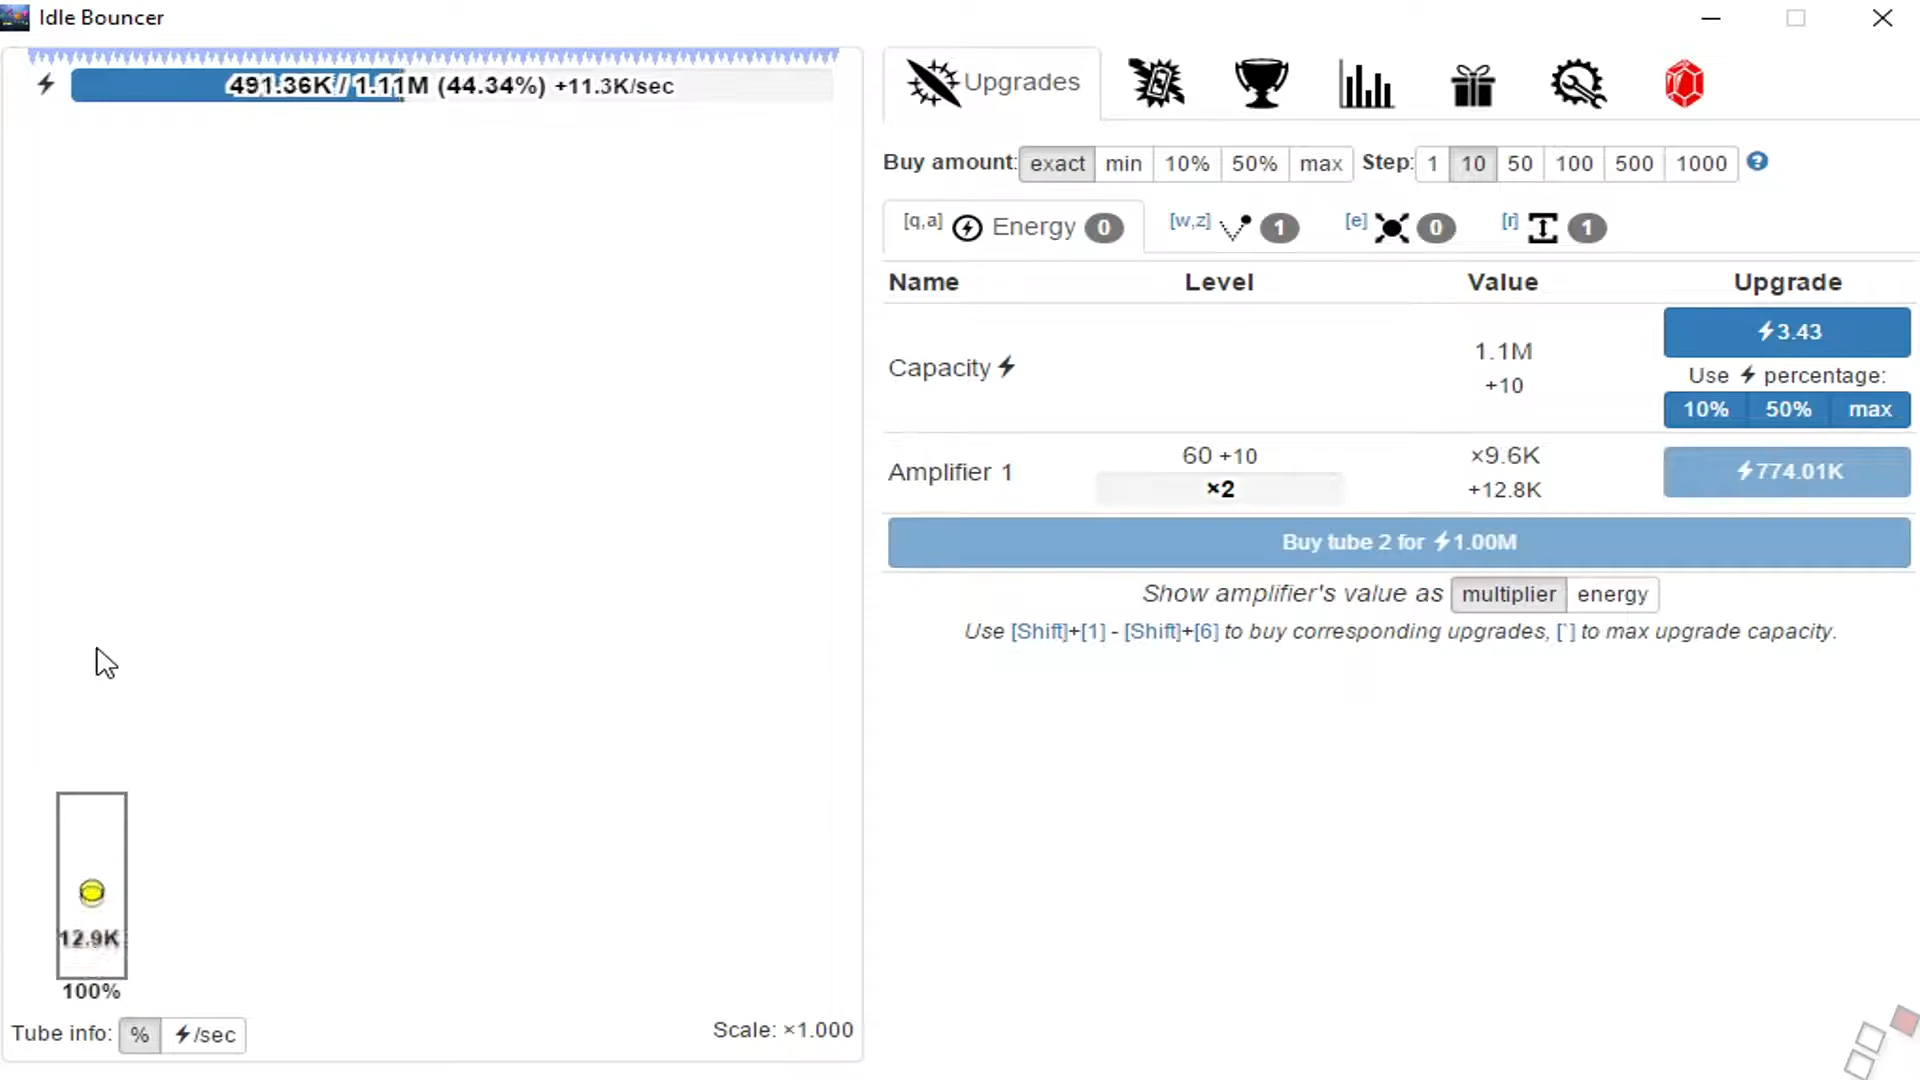 Idle Bouncer
491.36K / 1.11M (44.34%) +11.3K/sec
Upgrades
Buy amount: exact min 10% 50% max Step: 1 10 50 100 500 1000 ?
[q,a] Energy 0 [w,z] 1 [e] 0 [r] 1
Name Level Value Upgrade
Capacity 1.1M +10 3.43
Use percentage:
10% 50% max
Amplifier 1 60 +10 ×9.6K 774.01K
×2 +12.8K
Buy tube 2 for 1.00M
Show amplifier's value as multiplier energy
Use [Shift]+[1] - [Shift]+[6] to buy corresponding upgrades, [`] to max upgrade capacity.
12.9K
100%
Tube info: % /sec
Scale: ×1.000